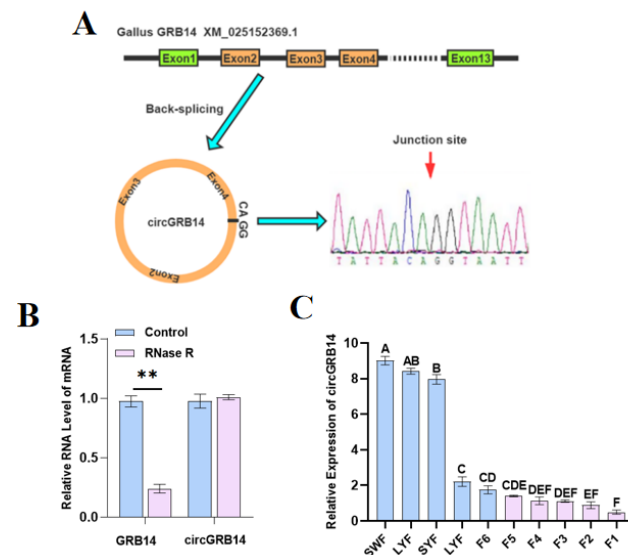 A
Gallus GRB14 XM_025152369.1
Exon1 Exon2 Exon3 Exon4 Exon13
Back-splicing
Junction site
Exon3 Exon4
circGRB14
CA GG
Exon2
T A T T A C A G G T A A T T
B
Control
RNase R
Relative RNA Level of mRNA
1.5
1.0
0.5
0.0
**
GRB14 circGRB14
C
Relative Expression of circGRB14
10
8
6
4
2
0
A AB B C CD CDE DEF DEF EF F
SWF LYF SYF LYF F6 F5 F4 F3 F2 F1